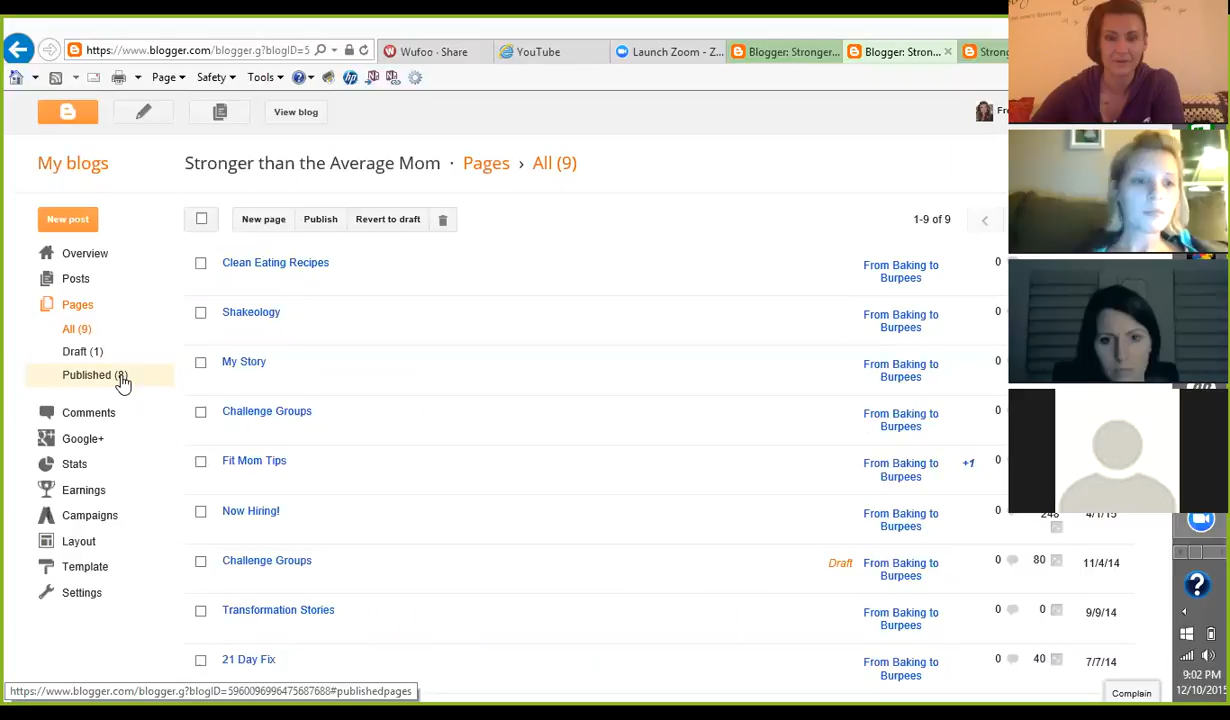 https://www.blogger.com/blogger.g?blogID=5
Wufoo · Share
YouTube
Launch Zoom - Z...
Blogger: Stronger...
Blogger: Stron...
Stron
Page
Safety
Tools
View blog
Fro
My blogs
Stronger than the Average Mom · Pages › All (9)
New post
New page
Publish
Revert to draft
1-9 of 9
Overview
Posts
Pages
All (9)
Draft (1)
Published (8)
Comments
Google+
Stats
Earnings
Campaigns
Layout
Template
Settings
Clean Eating Recipes
From Baking to
Burpees
0
Shakeology
From Baking to
Burpees
0
My Story
From Baking to
Burpees
0
Challenge Groups
From Baking to
Burpees
0
Fit Mom Tips
From Baking to
Burpees
+1
0
Now Hiring!
From Baking to
Burpees
0
248
4/1/15
Challenge Groups
Draft
From Baking to
Burpees
0
80
11/4/14
Transformation Stories
From Baking to
Burpees
0
0
9/9/14
21 Day Fix
From Baking to
Burpees
0
40
7/7/14
https://www.blogger.com/blogger.g?blogID=5960096996475687688#publishedpages
Complain
9:02 PM
12/10/2015